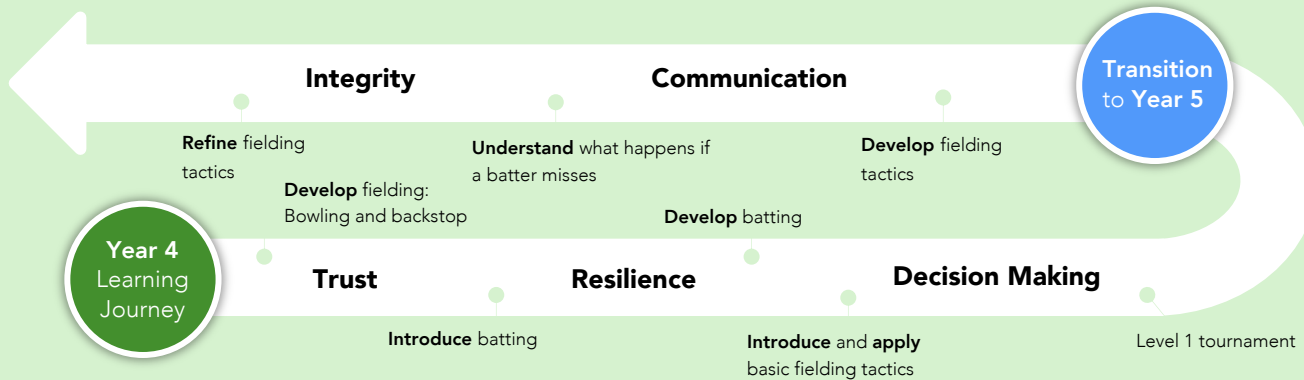 Integrity
Communication
Transition
to Year 5
Refine fielding
tactics
Understand what happens if
a batter misses
Develop fielding
tactics
Develop fielding:
Bowling and backstop
Develop batting
Year 4
Learning
Journey
Trust
Resilience
Decision Making
Introduce batting
Introduce and apply
basic fielding tactics
Level 1 tournament